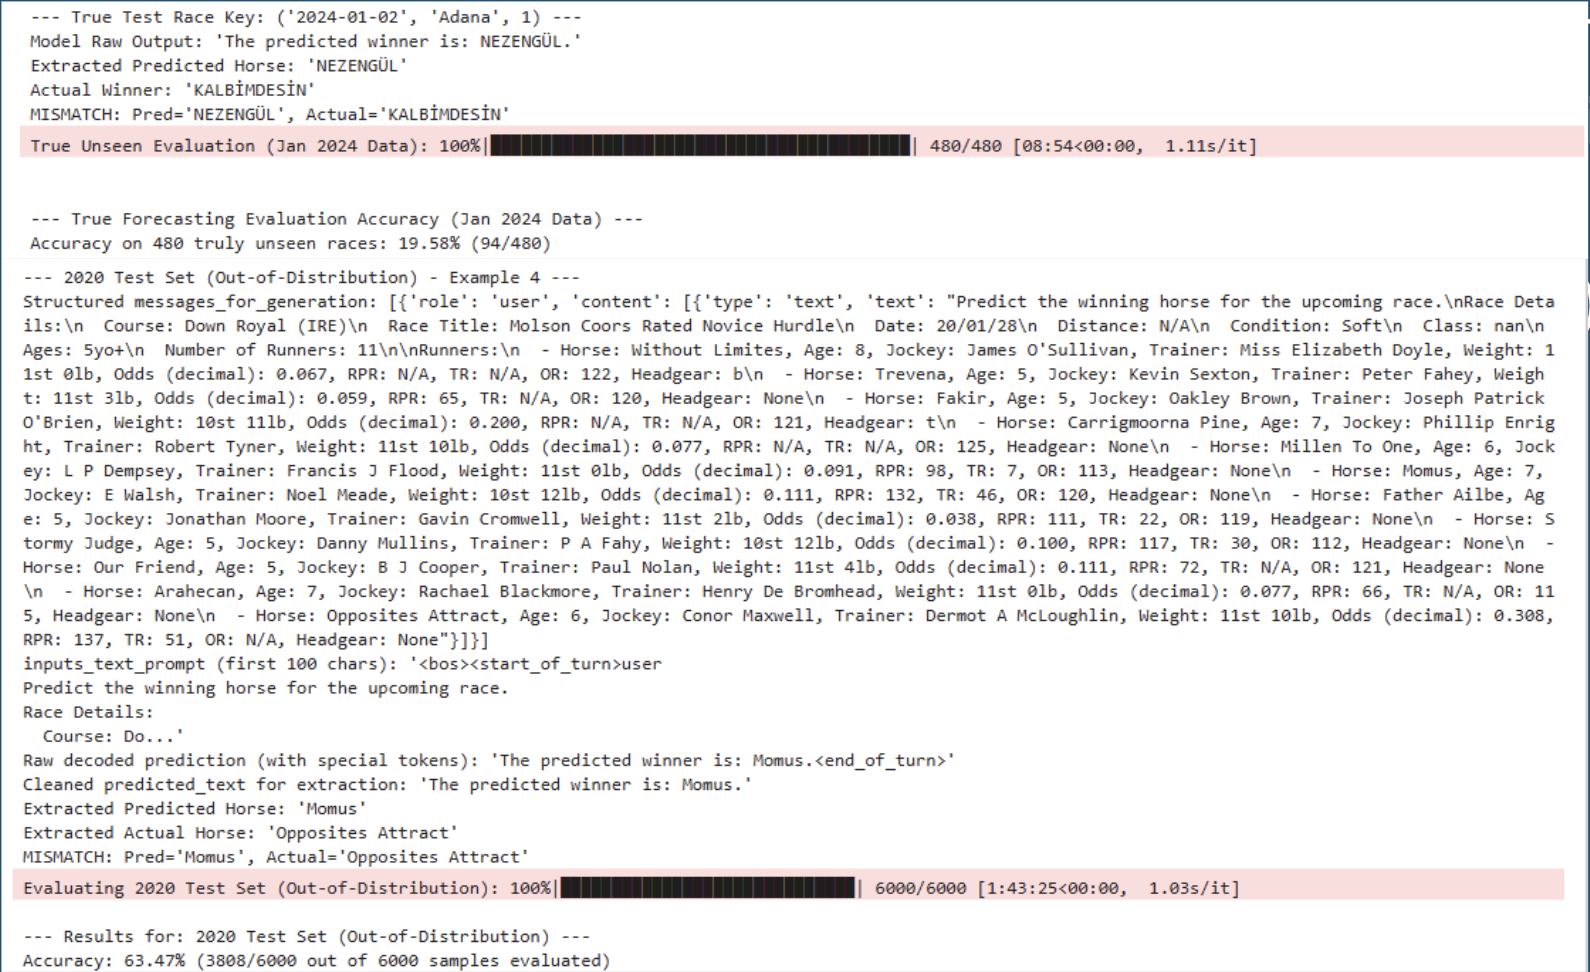 --- True Test Race Key: ('2024-01-02', 'Adana', 1) ---
Model Raw Output: 'The predicted winner is: NEZENGÜL.'
Extracted Predicted Horse: 'NEZENGÜL'
Actual Winner: 'KALBİMDESİN'
MISMATCH: Pred='NEZENGÜL', Actual='KALBİMDESİN'
True Unseen Evaluation (Jan 2024 Data): 100%|██████████| 480/480 [08:54<00:00,  1.11s/it]
--- True Forecasting Evaluation Accuracy (Jan 2024 Data) ---
Accuracy on 480 truly unseen races: 19.58% (94/480)
--- 2020 Test Set (Out-of-Distribution) - Example 4 ---
Structured messages_for_generation: [{'role': 'user', 'content': [{'type': 'text', 'text': "Predict the winning horse for the upcoming race.\nRace Deta
ils:\n  Course: Down Royal (IRE)\n  Race Title: Molson Coors Rated Novice Hurdle\n  Date: 20/01/28\n  Distance: N/A\n  Condition: Soft\n  Class: nan\n
Ages: 5yo+\n  Number of Runners: 11\n\nRunners:\n  - Horse: Without Limites, Age: 8, Jockey: James O'Sullivan, Trainer: Miss Elizabeth Doyle, Weight: 1
1st 0lb, Odds (decimal): 0.067, RPR: N/A, TR: N/A, OR: 122, Headgear: b\n  - Horse: Trevena, Age: 5, Jockey: Kevin Sexton, Trainer: Peter Fahey, Weigh
t: 11st 3lb, Odds (decimal): 0.059, RPR: 65, TR: N/A, OR: 120, Headgear: None\n  - Horse: Fakir, Age: 5, Jockey: Oakley Brown, Trainer: Joseph Patrick
O'Brien, Weight: 10st 11lb, Odds (decimal): 0.200, RPR: N/A, TR: N/A, OR: 121, Headgear: t\n  - Horse: Carrigmoorna Pine, Age: 7, Jockey: Phillip Enrig
ht, Trainer: Robert Tyner, Weight: 11st 10lb, Odds (decimal): 0.077, RPR: N/A, TR: N/A, OR: 125, Headgear: None\n  - Horse: Millen To One, Age: 6, Jock
ey: L P Dempsey, Trainer: Francis J Flood, Weight: 11st 0lb, Odds (decimal): 0.091, RPR: 98, TR: 7, OR: 113, Headgear: None\n  - Horse: Momus, Age: 7,
Jockey: E Walsh, Trainer: Noel Meade, Weight: 10st 12lb, Odds (decimal): 0.111, RPR: 132, TR: 46, OR: 120, Headgear: None\n  - Horse: Father Ailbe, Ag
e: 5, Jockey: Jonathan Moore, Trainer: Gavin Cromwell, Weight: 11st 2lb, Odds (decimal): 0.038, RPR: 111, TR: 22, OR: 119, Headgear: None\n  - Horse: S
tormy Judge, Age: 5, Jockey: Danny Mullins, Trainer: P A Fahy, Weight: 10st 12lb, Odds (decimal): 0.100, RPR: 117, TR: 30, OR: 112, Headgear: None\n  -
Horse: Our Friend, Age: 5, Jockey: B J Cooper, Trainer: Paul Nolan, Weight: 11st 4lb, Odds (decimal): 0.111, RPR: 72, TR: N/A, OR: 121, Headgear: None
\n  - Horse: Arahecan, Age: 7, Jockey: Rachael Blackmore, Trainer: Henry De Bromhead, Weight: 11st 0lb, Odds (decimal): 0.077, RPR: 66, TR: N/A, OR: 11
5, Headgear: None\n  - Horse: Opposites Attract, Age: 6, Jockey: Conor Maxwell, Trainer: Dermot A McLoughlin, Weight: 11st 10lb, Odds (decimal): 0.308,
RPR: 137, TR: 51, OR: N/A, Headgear: None"}]}]
inputs_text_prompt (first 100 chars): '<bos><start_of_turn>user
Predict the winning horse for the upcoming race.
Race Details:
  Course: Do...'
Raw decoded prediction (with special tokens): 'The predicted winner is: Momus.<end_of_turn>'
Cleaned predicted_text for extraction: 'The predicted winner is: Momus.'
Extracted Predicted Horse: 'Momus'
Extracted Actual Horse: 'Opposites Attract'
MISMATCH: Pred='Momus', Actual='Opposites Attract'
Evaluating 2020 Test Set (Out-of-Distribution): 100%|██████████| 6000/6000 [1:43:25<00:00,  1.03s/it]
--- Results for: 2020 Test Set (Out-of-Distribution) ---
Accuracy: 63.47% (3808/6000 out of 6000 samples evaluated)